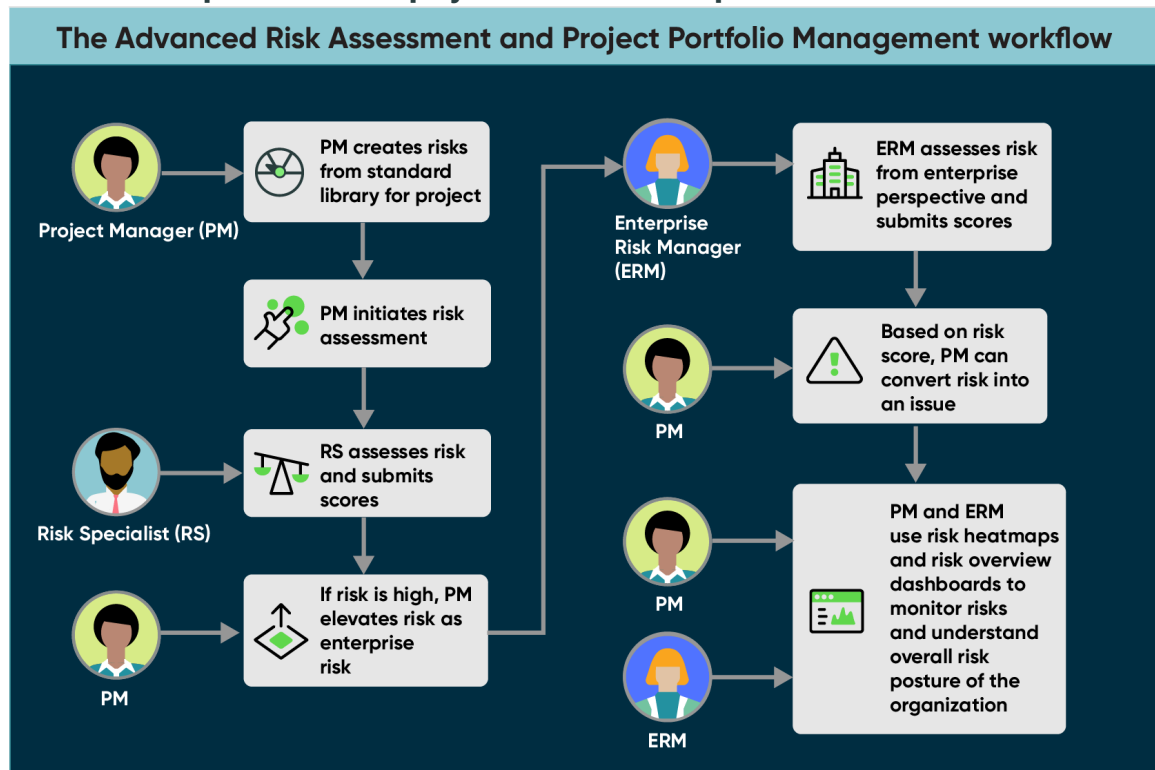 The Advanced Risk Assessment and Project Portfolio Management workflow
Project Manager (PM)
PM creates risks
from standard
library for project
PM initiates risk
assessment
Risk Specialist (RS)
RS assesses risk
and submits
scores
PM
If risk is high, PM
elevates risk as
enterprise
risk
Enterprise
Risk Manager
(ERM)
ERM assesses risk
from enterprise
perspective and
submits scores
PM
Based on risk
score, PM can
convert risk into
an issue
PM
ERM
PM and ERM
use risk heatmaps
and risk overview
dashboards to
monitor risks
and understand
overall risk
posture of the
organization